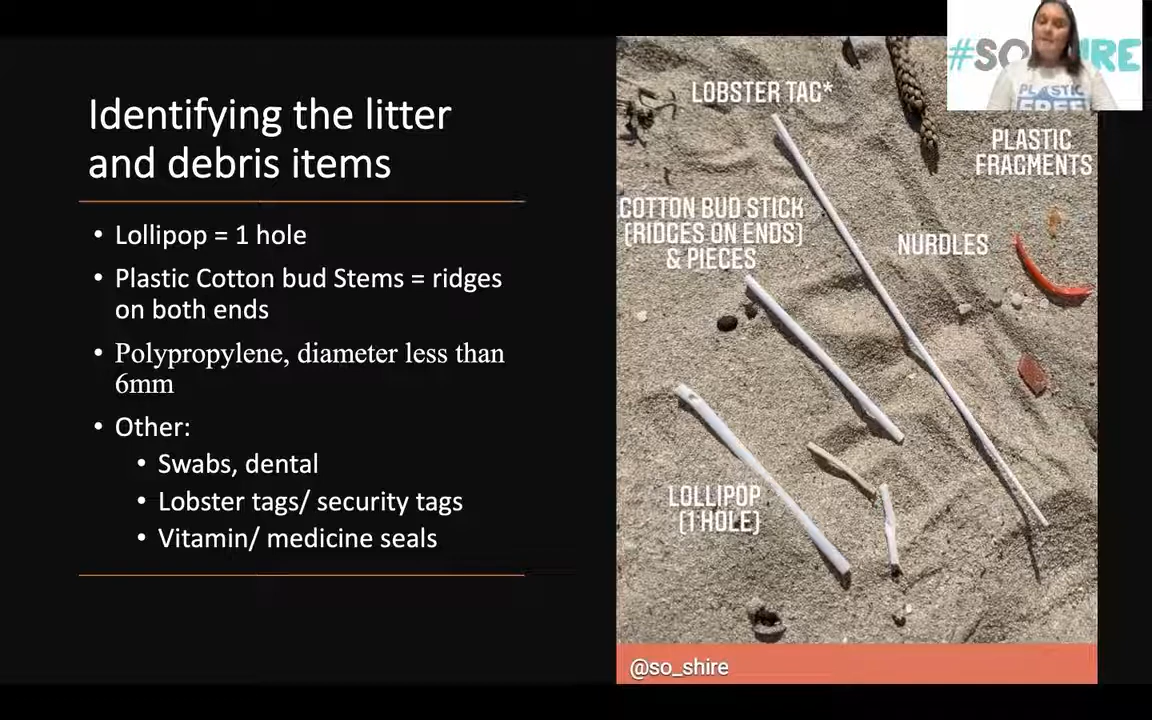 Identifying the litter
and debris items
• Lollipop = 1 hole
• Plastic Cotton bud Stems = ridges
on both ends
• Polypropylene, diameter less than
6mm
• Other:
• Swabs, dental
• Lobster tags/ security tags
• Vitamin/ medicine seals
LOBSTER TAG*
PLASTIC
FRAGMENTS
COTTON BUD STICK
(RIDGES ON ENDS)
& PIECES
NURDLES
LOLLIPOP
(1 HOLE)
@so_shire
PLASTIC
FREE